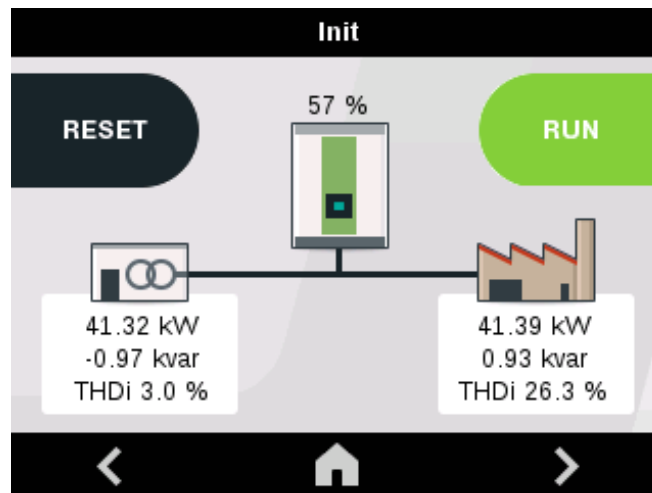 Init
RESET
57 %
RUN
41.32 kW
-0.97 kvar
THDi 3.0 %
41.39 kW
0.93 kvar
THDi 26.3 %